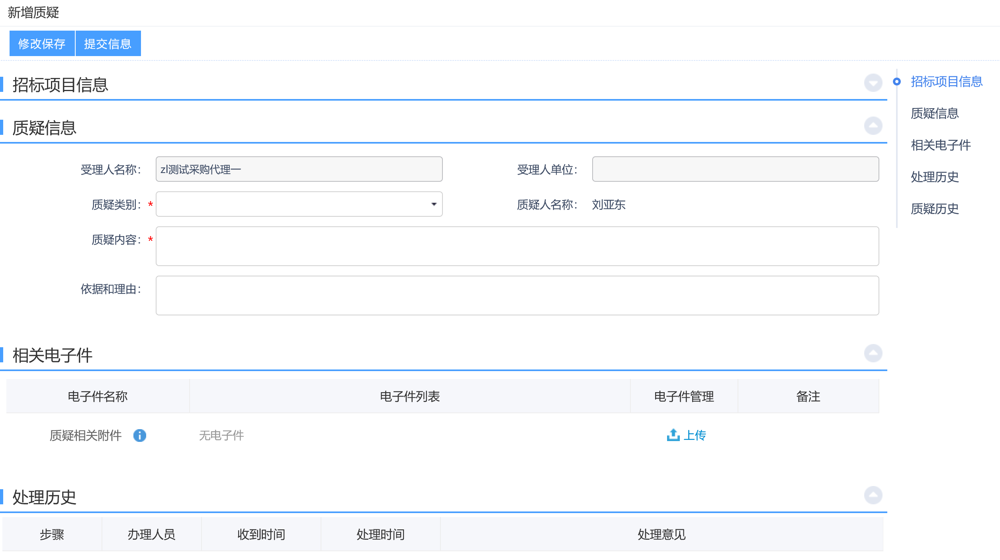 新增质疑
修改保存 提交信息
招标项目信息
质疑信息
受理人名称： zl测试采购代理一 受理人单位：
质疑类别： * 质疑人名称： 刘亚东
质疑内容： *
依据和理由：
相关电子件
电子件名称 电子件列表 电子件管理 备注
质疑相关附件 无电子件 上传
处理历史
步骤 办理人员 收到时间 处理时间 处理意见
招标项目信息
质疑信息
相关电子件
处理历史
质疑历史